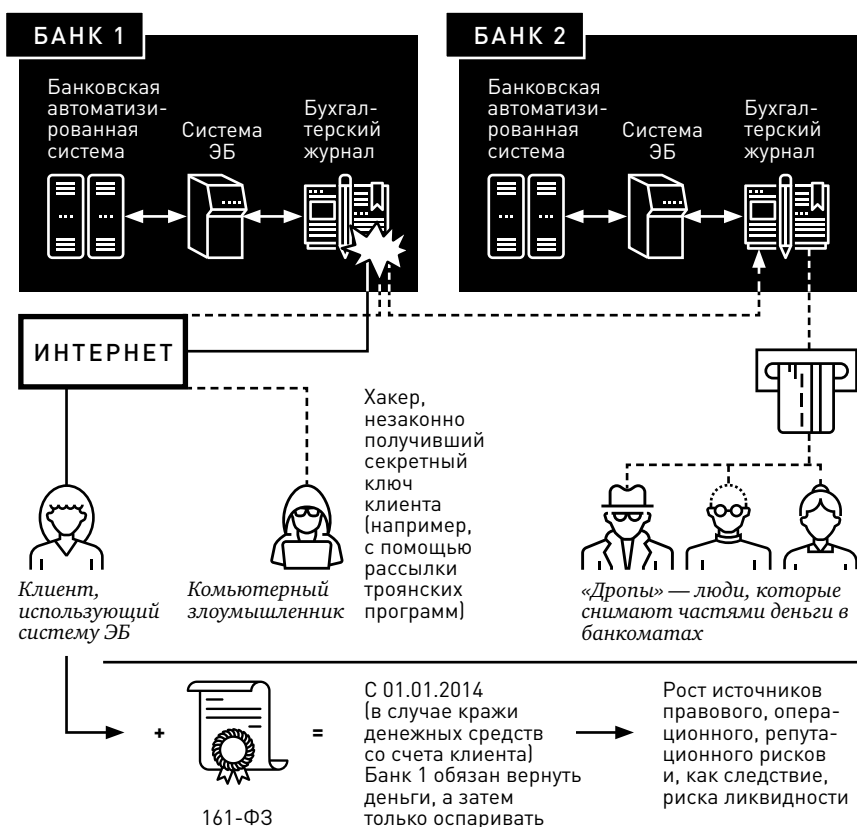 БАНК 1
Банковская
автоматизи-
рованная
система
Система
ЭБ
Бухгал-
терский
журнал
БАНК 2
Банковская
автоматизи-
рованная
система
Система
ЭБ
Бухгал-
терский
журнал
ИНТЕРНЕТ
Хакер,
незаконно
получивший
секретный
ключ
клиента
(например,
с помощью
рассылки
троянских
программ)
Клиент,
использующий
систему ЭБ
Комьютерный
злоумышленник
«Дропы» — люди, которые
снимают частями деньги в
банкоматах
+
161-ФЗ
=
С 01.01.2014
(в случае кражи
денежных средств
со счета клиента)
Банк 1 обязан вернуть
деньги, а затем
только оспаривать
Рост источников
правового, опера-
ционного, репута-
ционного рисков
и, как следствие,
риска ликвидности